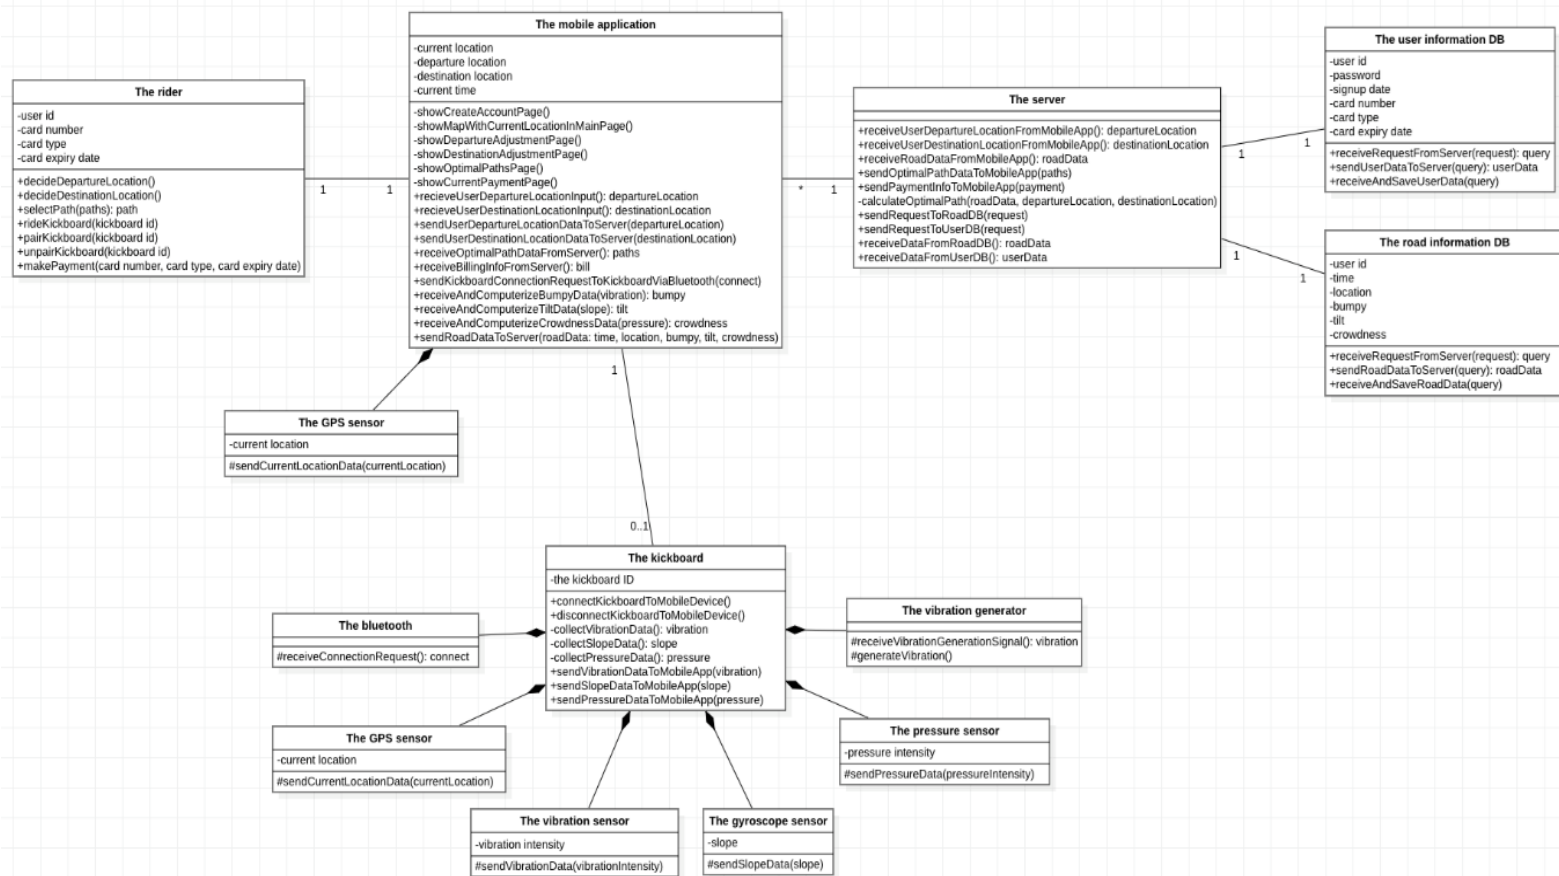 The mobile application
-current location
-departure location
-destination location
-current time
-showCreateAccountPage()
-showMapWithCurrentLocationInMainPage()
-showDepartureAdjustmentPage()
-showDestinationAdjustmentPage()
-showOptimalPathsPage()
-showCurrentPaymentPage()
+recieveUserDepartureLocationInput(): departureLocation
+recieveUserDestinationLocationInput(): destinationLocation
+sendUserDepartureLocationDataToServer(departureLocation)
+sendUserDestinationLocationDataToServer(destinationLocation)
+receiveOptimalPathDataFromServer(): paths
+receiveBillingInfoFromServer(): bill
+sendKickboardConnectionRequestToKickboardViaBluetooth(connect)
+receiveAndComputerizeBumpyData(vibration): bumpy
+receiveAndComputerizeTiltData(slope): tilt
+receiveAndComputerizeCrowdnessData(pressure): crowdness
+sendRoadDataToServer(roadData: time, location, bumpy, tilt, crowdness)
The rider
-user id
-card number
-card type
-card expiry date
+decideDepartureLocation()
+decideDestinationLocation()
+selectPath(paths): path
+rideKickboard(kickboard id)
+pairKickboard(kickboard id)
+unpairKickboard(kickboard id)
+makePayment(card number, card type, card expiry date)
1
1
*
1
The server
+receiveUserDepartureLocationFromMobileApp(): departureLocation
+receiveUserDestinationLocationFromMobileApp(): destinationLocation
+receiveRoadDataFromMobileApp(): roadData
+sendOptimalPathDataToMobileApp(paths)
+sendPaymentInfoToMobileApp(payment)
-calculateOptimalPath(roadData, departureLocation, destinationLocation)
+sendRequestToRoadDB(request)
+sendRequestToUserDB(request)
+receiveDataFromRoadDB(): roadData
+receiveDataFromUserDB(): userData
1
1
1
1
The user information DB
-user id
-password
-signup date
-card number
-card type
-card expiry date
+receiveRequestFromServer(request): query
+sendUserDataToServer(query): userData
+receiveAndSaveUserData(query)
The road information DB
-user id
-time
-location
-bumpy
-tilt
-crowdness
+receiveRequestFromServer(request): query
+sendRoadDataToServer(query): roadData
+receiveAndSaveRoadData(query)
The GPS sensor
-current location
#sendCurrentLocationData(currentLocation)
1
0..1
The kickboard
-the kickboard ID
+connectKickboardToMobileDevice()
+disconnectKickboardToMobileDevice()
-collectVibrationData(): vibration
-collectSlopeData(): slope
-collectPressureData(): pressure
+sendVibrationDataToMobileApp(vibration)
+sendSlopeDataToMobileApp(slope)
+sendPressureDataToMobileApp(pressure)
The bluetooth
#receiveConnectionRequest(): connect
The vibration generator
#receiveVibrationGenerationSignal(): vibration
#generateVibration()
The GPS sensor
-current location
#sendCurrentLocationData(currentLocation)
The pressure sensor
-pressure intensity
#sendPressureData(pressureIntensity)
The vibration sensor
-vibration intensity
#sendVibrationData(vibrationIntensity)
The gyroscope sensor
-slope
#sendSlopeData(slope)